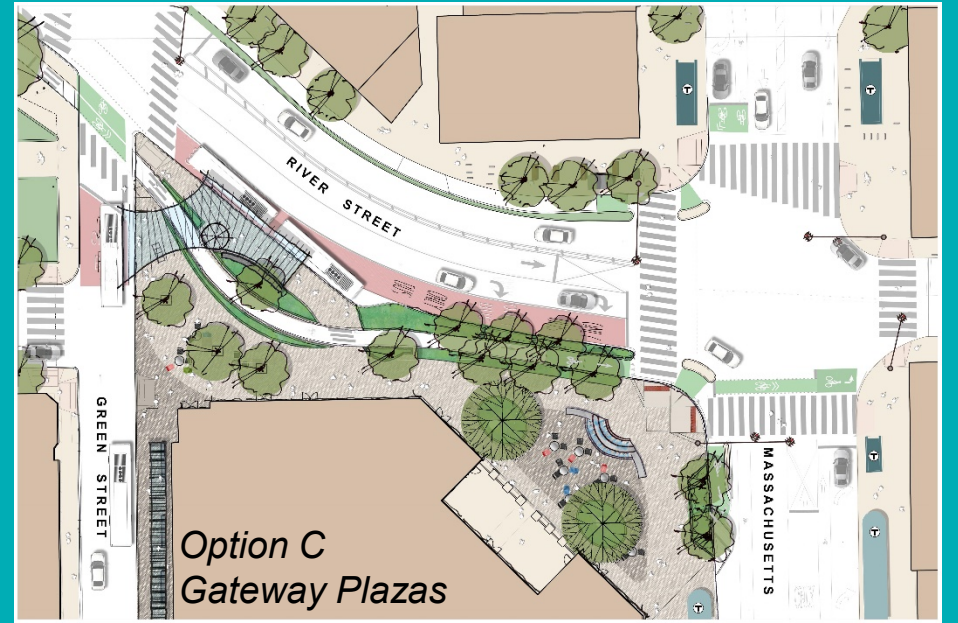 RIVER STREET
GREEN STREET
MASSACHUSETTS
T
T
T
T
T
Option C
Gateway Plazas